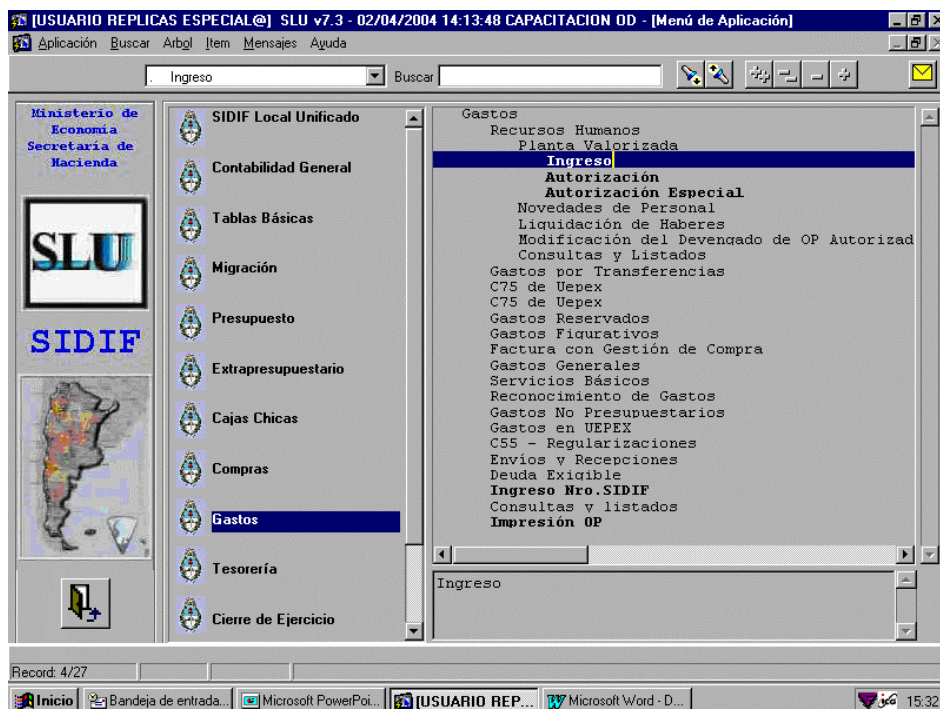 [USUARIO REPLICAS ESPECIAL@] SLU v7.3 - 02/04/2004 14:13:48 CAPACITACION OD - [Menú de Aplicación]
Aplicación Buscar Arbol Item Mensajes Ayuda
. Ingreso Buscar
Ministerio de
Economía
Secretaría de
Hacienda
SLU
SIDIF
SIDIF Local Unificado
Contabilidad General
Tablas Básicas
Migración
Presupuesto
Extrapresupuestario
Cajas Chicas
Compras
Gastos
Tesorería
Cierre de Ejercicio
Gastos
Recursos Humanos
Planta Valorizada
Ingreso
Autorización
Autorización Especial
Novedades de Personal
Liquidación de Haberes
Modificación del Devengado de OP Autorizad
Consultas y Listados
Gastos por Transferencias
C75 de Uepex
C75 de Uepex
Gastos Reservados
Gastos Figurativos
Factura con Gestión de Compra
Gastos Generales
Servicios Básicos
Reconocimiento de Gastos
Gastos No Presupuestarios
Gastos en UEPEX
C55 - Regularizaciones
Envíos y Recepciones
Deuda Exigible
Ingreso Nro.SIDIF
Consultas y listados
Impresión OP
Ingreso
Record: 4/27
Inicio Bandeja de entrada... Microsoft PowerPoi... [USUARIO REP... Microsoft Word - D... 15:32